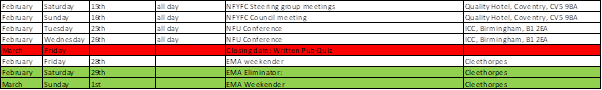 February Saturday 15th all day NFYFC Steering group meetings Quality Hotel, Coventry, CV5 9BA
February Sunday 16th all day NFYFC Council meeting Quality Hotel, Coventry, CV5 9BA
February Tuesday 25th all day NFU Conference ICC, Birmingham, B1 2EA
February Wednesday 26th all day NFU Conference ICC, Birmingham, B1 2EA
March Friday Closing date: Written Pub Quiz
February Friday 28th EMA weekender Cleethorpes
February Saturday 29th EMA Eliminator: Cleethorpes
March Sunday 1st EMA Weekender Cleethorpes